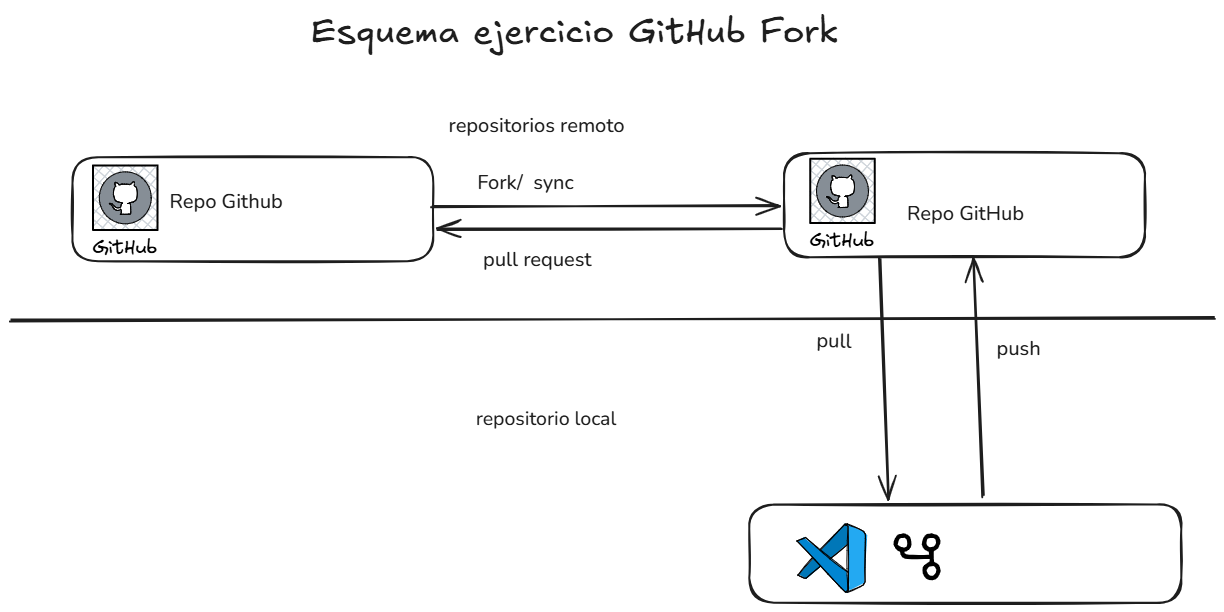 Esquema ejercicio GitHub Fork
repositorios remoto
Fork/ sync
Repo Github
GitHub
Repo GitHub
GitHub
pull request
pull
push
repositorio local